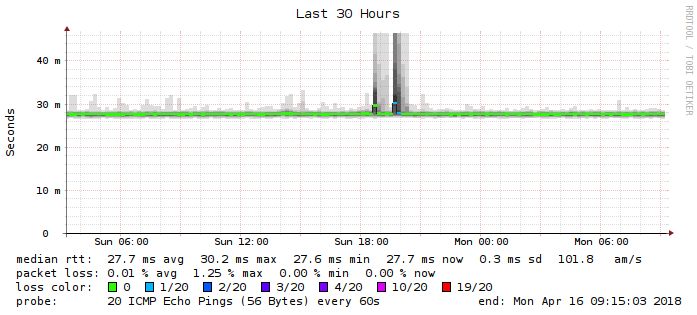 Last 30 Hours
RRDTOOL / TOBI OETIKER
Seconds
40 m
30 m
20 m
10 m
0
Sun 06:00 Sun 12:00 Sun 18:00 Mon 00:00 Mon 06:00
median rtt: 27.7 ms avg 30.2 ms max 27.6 ms min 27.7 ms now 0.3 ms sd 101.8 am/s
packet loss: 0.01 % avg 1.25 % max 0.00 % min 0.00 % now
loss color: 0 1/20 2/20 3/20 4/20 10/20 19/20
probe: 20 ICMP Echo Pings (56 Bytes) every 60s end: Mon Apr 16 09:15:03 2018